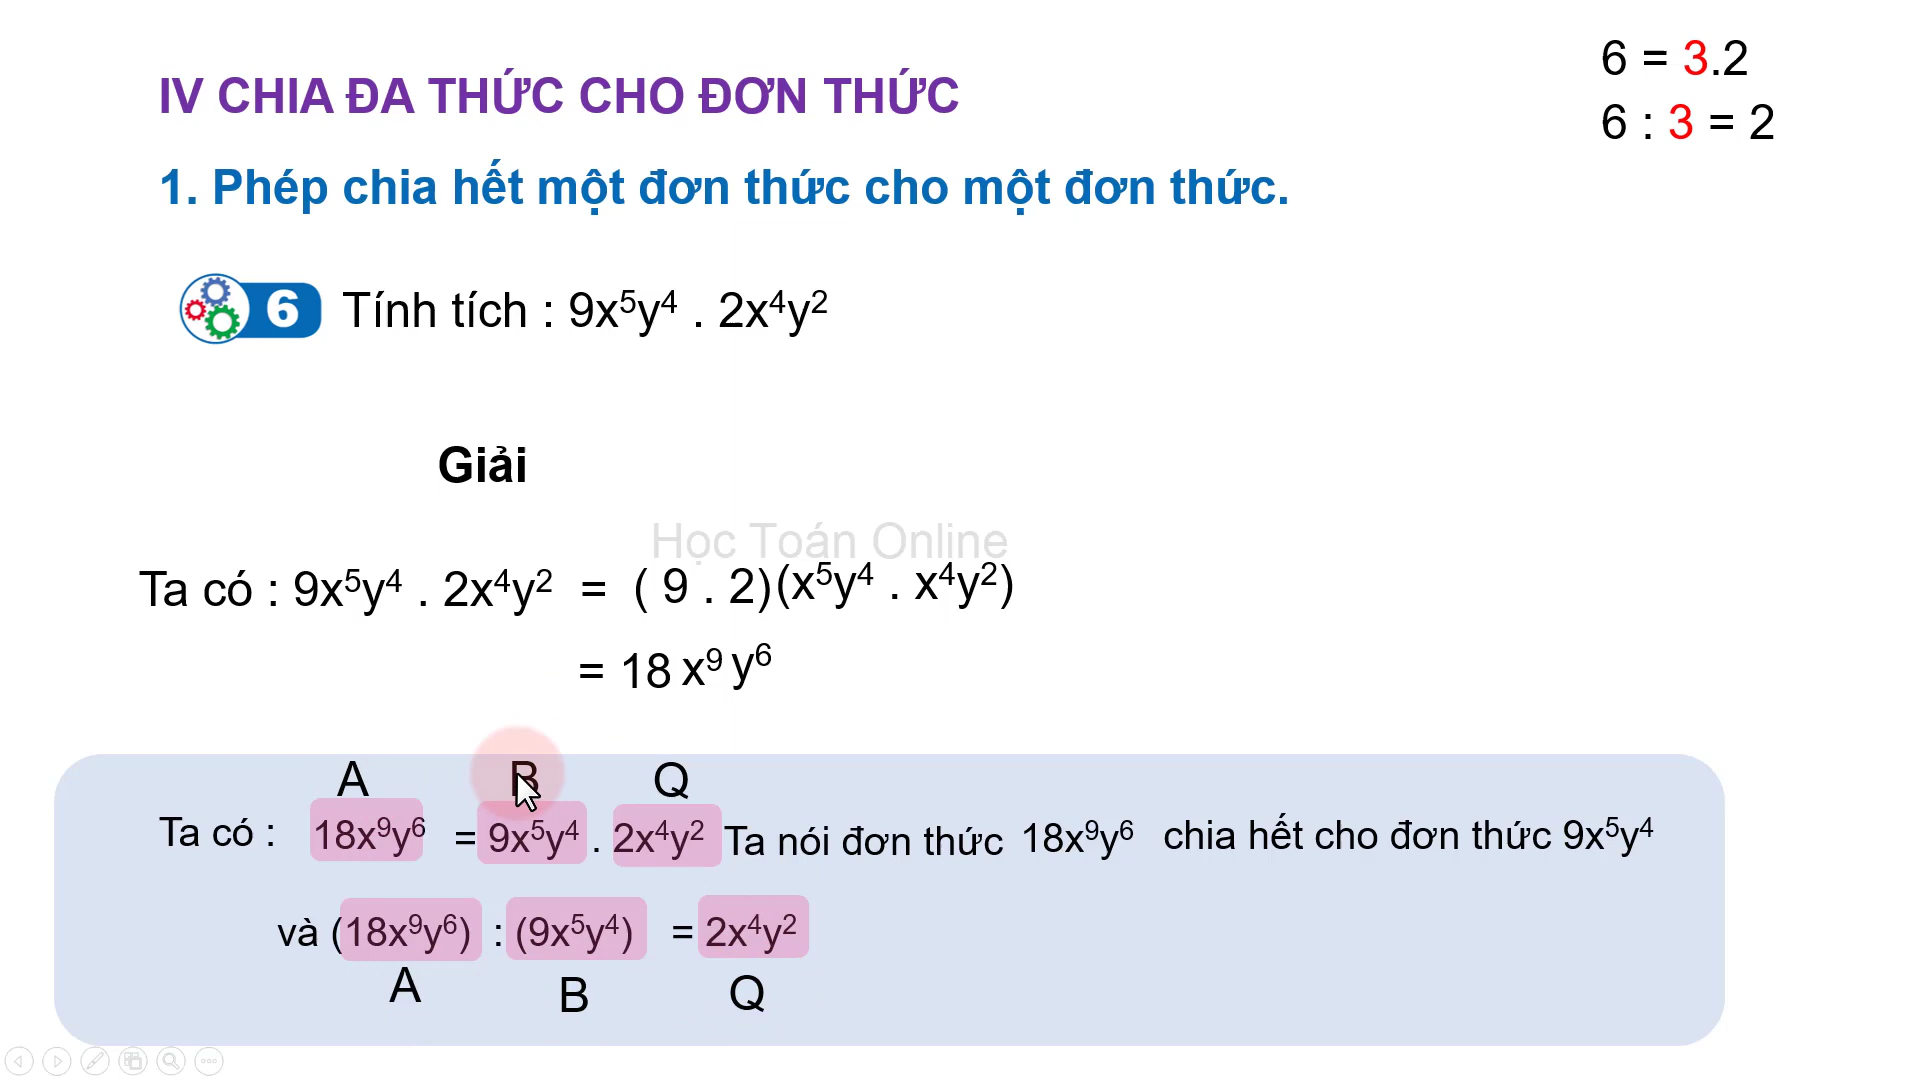 6 = 3.2
6 : 3 = 2
IV CHIA ĐA THỨC CHO ĐƠN THỨC
1. Phép chia hết một đơn thức cho một đơn thức.
6 Tính tích : 9x⁵y⁴ . 2x⁴y²
Giải
Học Toán Online
Ta có : 9x⁵y⁴ . 2x⁴y² = ( 9 . 2)(x⁵y⁴ . x⁴y²)
= 18 x⁹ y⁶
A B Q
Ta có : 18x⁹y⁶ = 9x⁵y⁴ . 2x⁴y² Ta nói đơn thức 18x⁹y⁶ chia hết cho đơn thức 9x⁵y⁴
và (18x⁹y⁶) : (9x⁵y⁴) = 2x⁴y²
A B Q